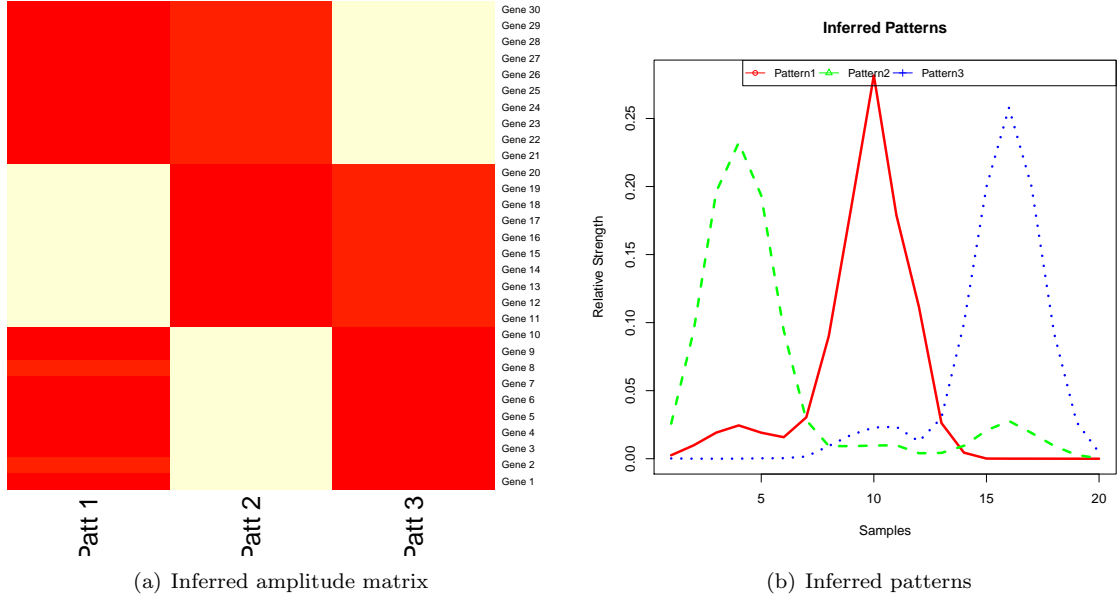 Gene 30
Gene 29
Gene 28
Gene 27
Gene 26
Gene 25
Gene 24
Gene 23
Gene 22
Gene 21
Gene 20
Gene 19
Gene 18
Gene 17
Gene 16
Gene 15
Gene 14
Gene 13
Gene 12
Gene 11
Gene 10
Gene 9
Gene 8
Gene 7
Gene 6
Gene 5
Gene 4
Gene 3
Gene 2
Gene 1
Patt 1
Patt 2
Patt 3
(a) Inferred amplitude matrix
Inferred Patterns
Pattern1 Pattern2 Pattern3
Relative Strength
0.25
0.20
0.15
0.10
0.05
0.00
5 10 15 20
Samples
(b) Inferred patterns